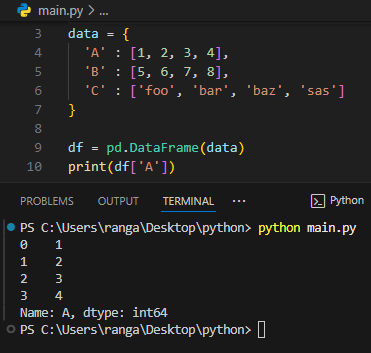 main.py > ...
3 data = {
4 'A' : [1, 2, 3, 4],
5 'B' : [5, 6, 7, 8],
6 'C' : ['foo', 'bar', 'baz', 'sas']
7 }
8
9 df = pd.DataFrame(data)
10 print(df['A'])
PROBLEMS OUTPUT TERMINAL ... Python
PS C:\Users\ranga\Desktop\python> python main.py
0 1
1 2
2 3
3 4
Name: A, dtype: int64
PS C:\Users\ranga\Desktop\python>